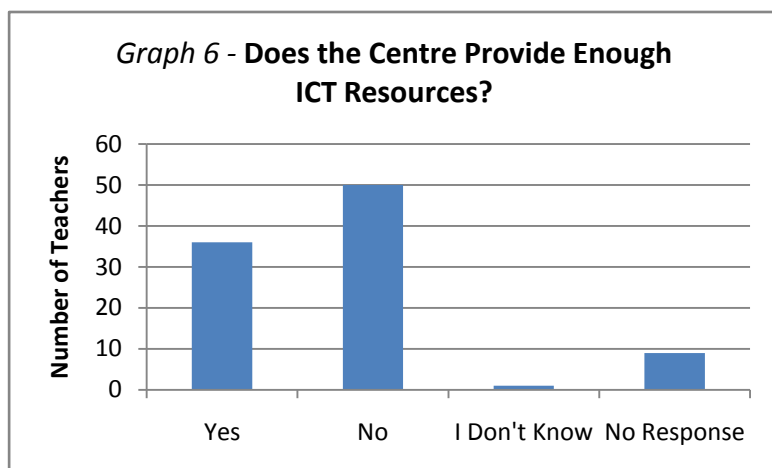 Graph 6 - Does the Centre Provide Enough
ICT Resources?
Number of Teachers
60
50
40
30
20
10
0
Yes No I Don't Know No Response